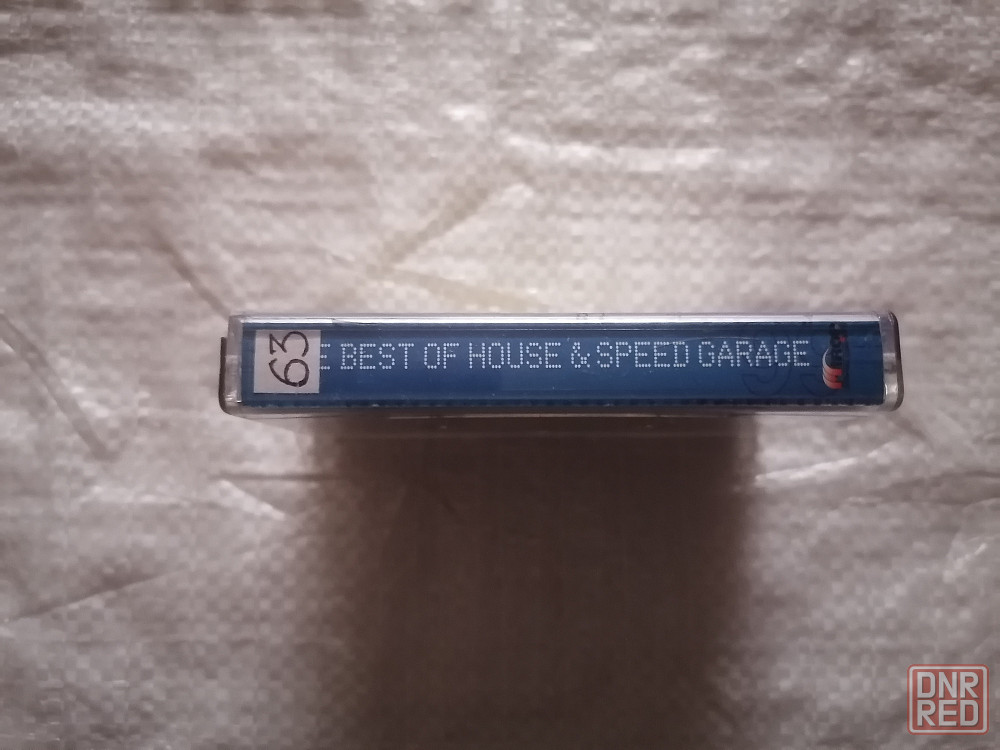 63
E BEST OF HOUSE & SPEED GARAGE
DNR
RED